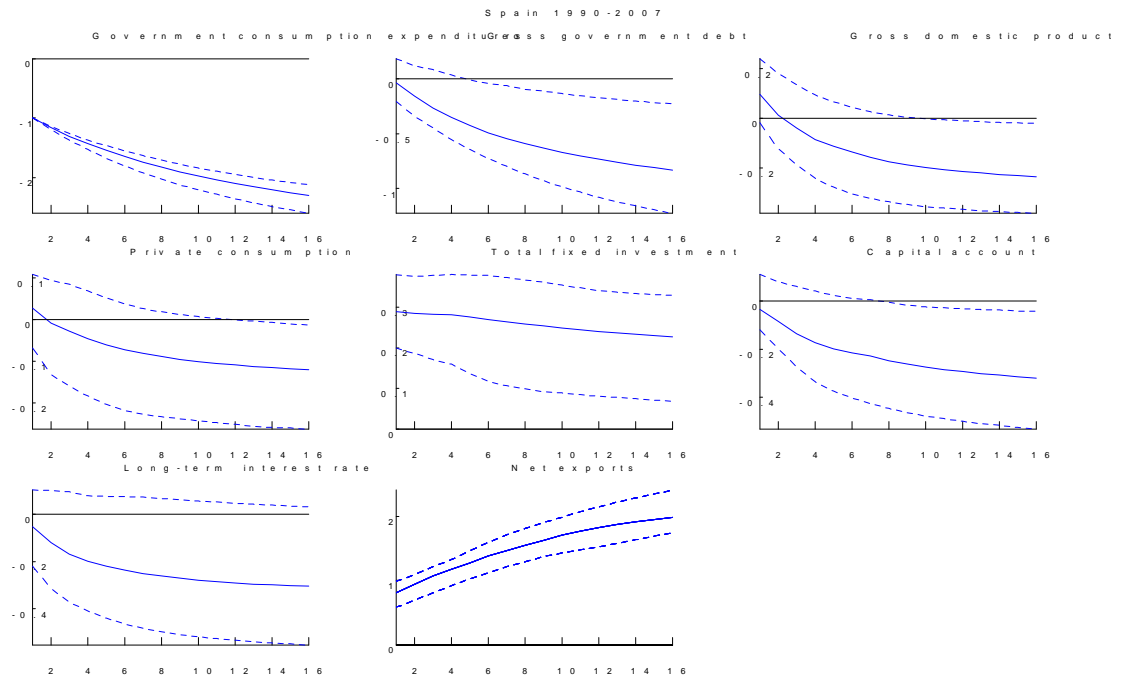 Spain 1990-2007
Government consumption expenditures
Gross government debt
Gross domestic product
0
-1
-2
2 4 6 8 10 12 14 16
0
-0.5
-1
2 4 6 8 10 12 14 16
0.2
0
-0.2
2 4 6 8 10 12 14 16
Private consumption
Total fixed investment
Capital account
0.1
0
-0.1
-0.2
2 4 6 8 10 12 14 16
0.3
0.2
0.1
0
2 4 6 8 10 12 14 16
0
-0.2
-0.4
2 4 6 8 10 12 14 16
Long-term interest rate
Net exports
0
-0.2
-0.4
2 4 6 8 10 12 14 16
2
1
0
2 4 6 8 10 12 14 16